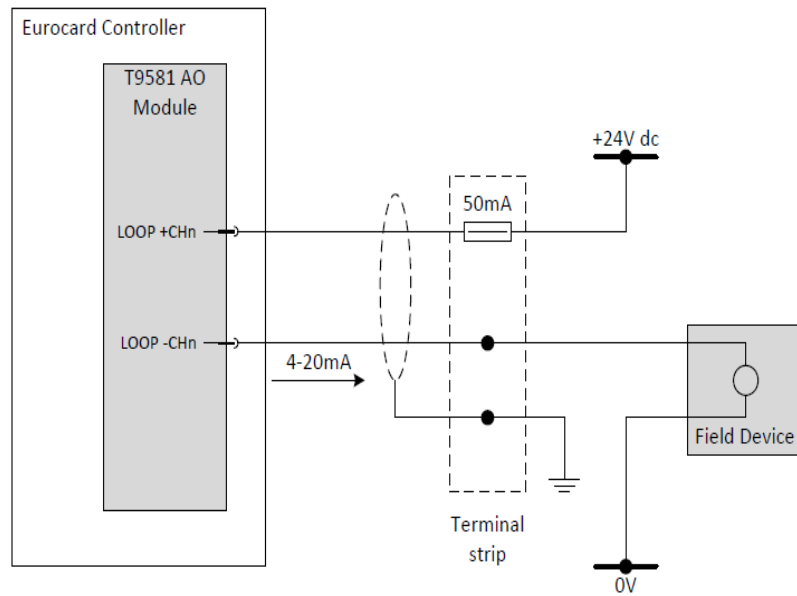 Eurocard Controller
T9581 AO
Module
+24V dc
50mA
LOOP +CHn
LOOP -CHn
4-20mA
Field Device
Terminal
strip
0V